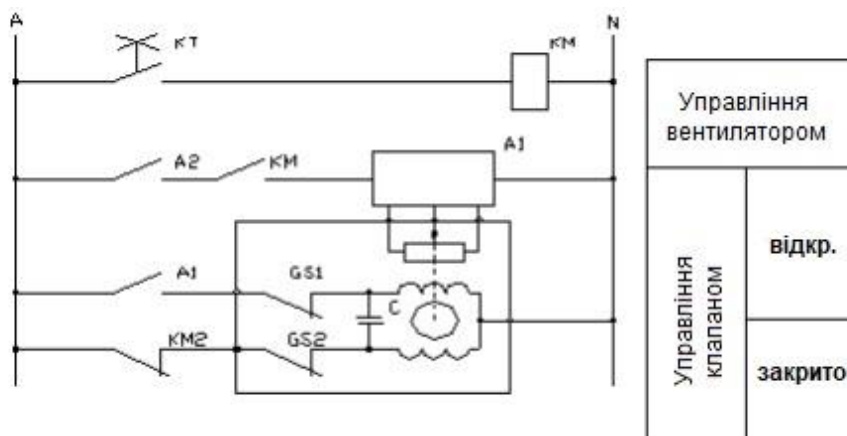 A
N
KT
KM
A2
KM
A1
A1
GS1
C
KM2
GS2
Управління
вентилятором
Управління
клапаном
відкр.
закрито